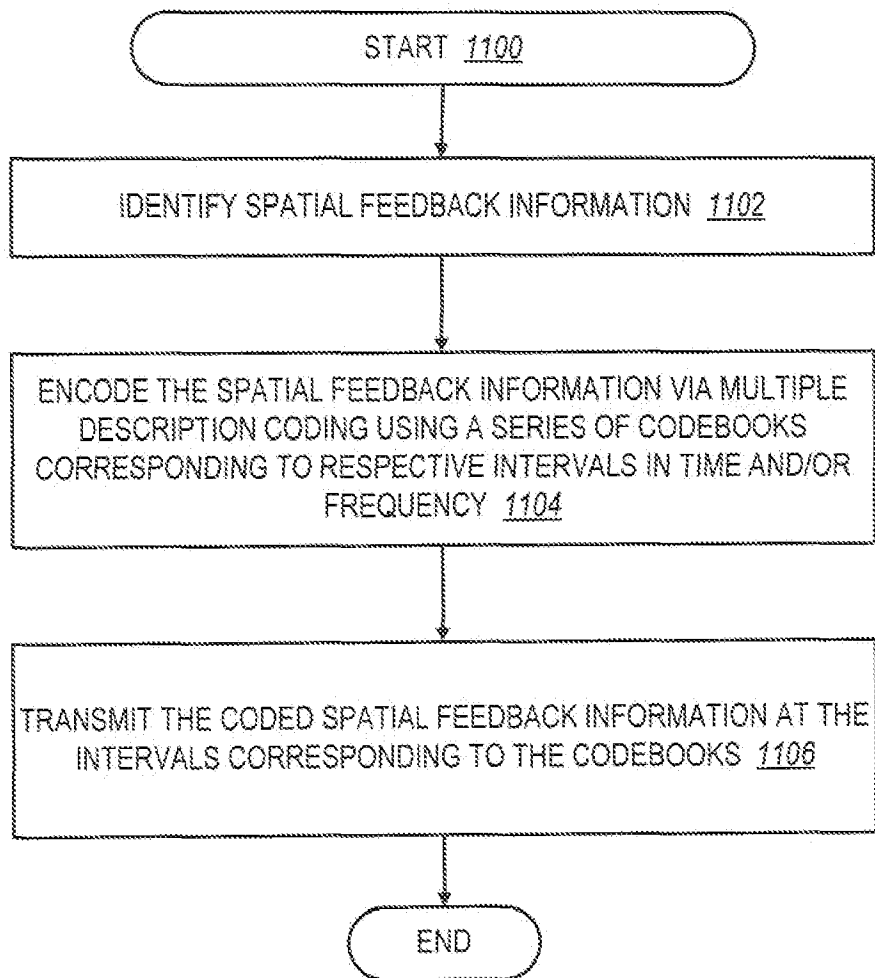 START 1100
IDENTIFY SPATIAL FEEDBACK INFORMATION 1102
ENCODE THE SPATIAL FEEDBACK INFORMATION VIA MULTIPLE
DESCRIPTION CODING USING A SERIES OF CODEBOOKS
CORRESPONDING TO RESPECTIVE INTERVALS IN TIME AND/OR
FREQUENCY 1104
TRANSMIT THE CODED SPATIAL FEEDBACK INFORMATION AT THE
INTERVALS CORRESPONDING TO THE CODEBOOKS 1106
END